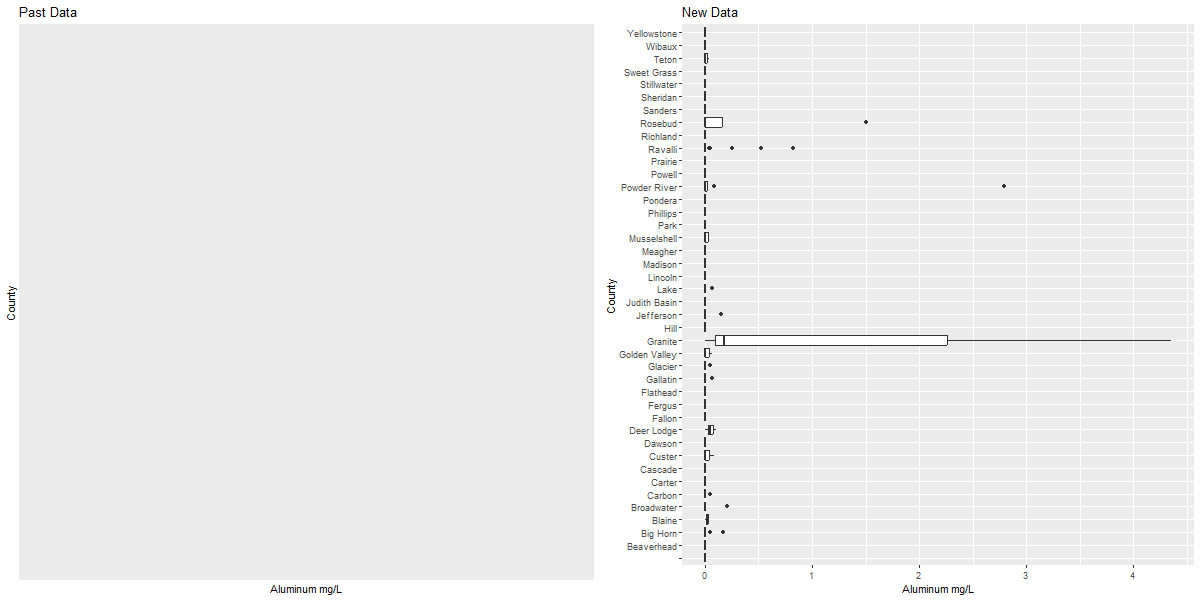 Past Data
County
Aluminum mg/L
New Data
County
Yellowstone
Wibaux
Teton
Sweet Grass
Stillwater
Sheridan
Sanders
Rosebud
Richland
Ravalli
Prairie
Powell
Powder River
Pondera
Phillips
Park
Musselshell
Meagher
Madison
Lincoln
Lake
Judith Basin
Jefferson
Hill
Granite
Golden Valley
Glacier
Gallatin
Flathead
Fergus
Fallon
Deer Lodge
Dawson
Custer
Cascade
Carter
Carbon
Broadwater
Blaine
Big Horn
Beaverhead
0 1 2 3 4
Aluminum mg/L